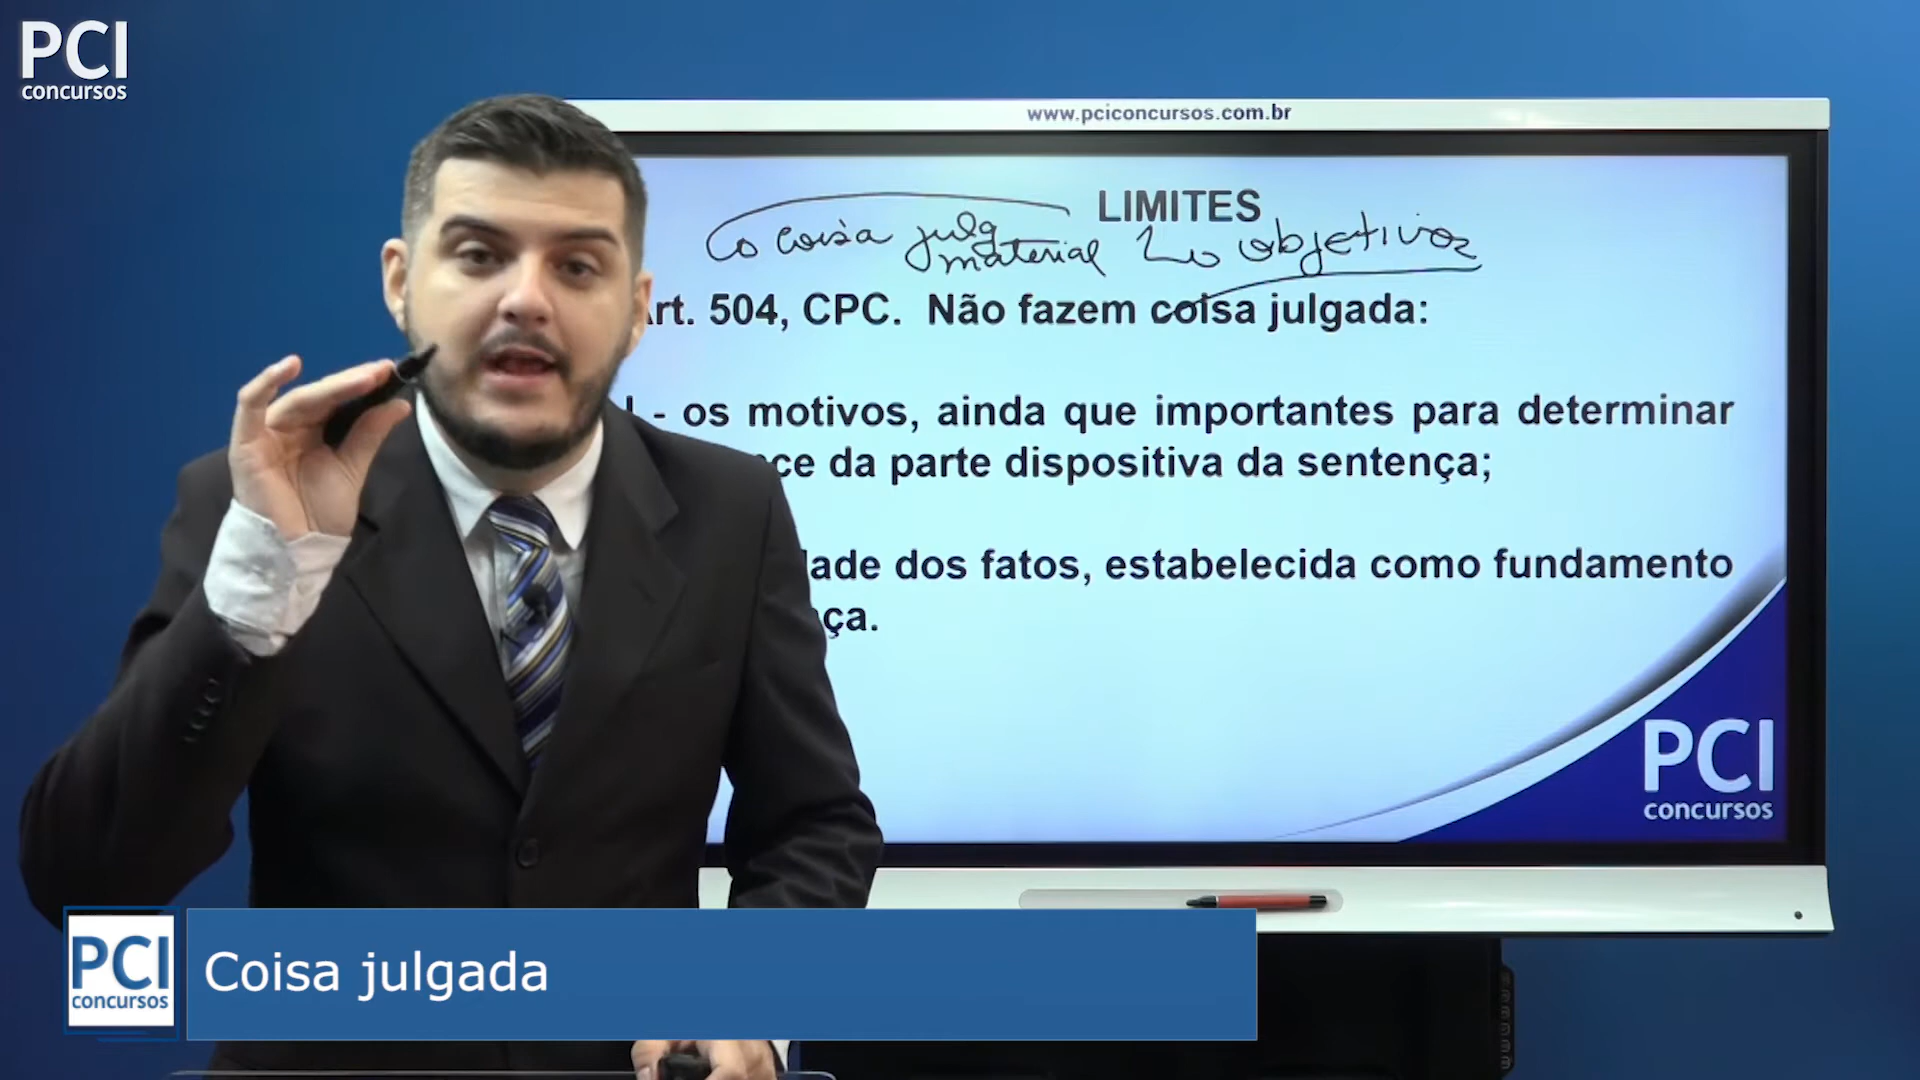 PCI
concursos
www.pciconcursos.com.br
LIMITES
coisa julg
material
objetivos
Art. 504, CPC. Não fazem coisa julgada:
I - os motivos, ainda que importantes para determinar
ce da parte dispositiva da sentença;
dade dos fatos, estabelecida como fundamento
ça.
PCI
concursos
PCI
concursos
Coisa julgada